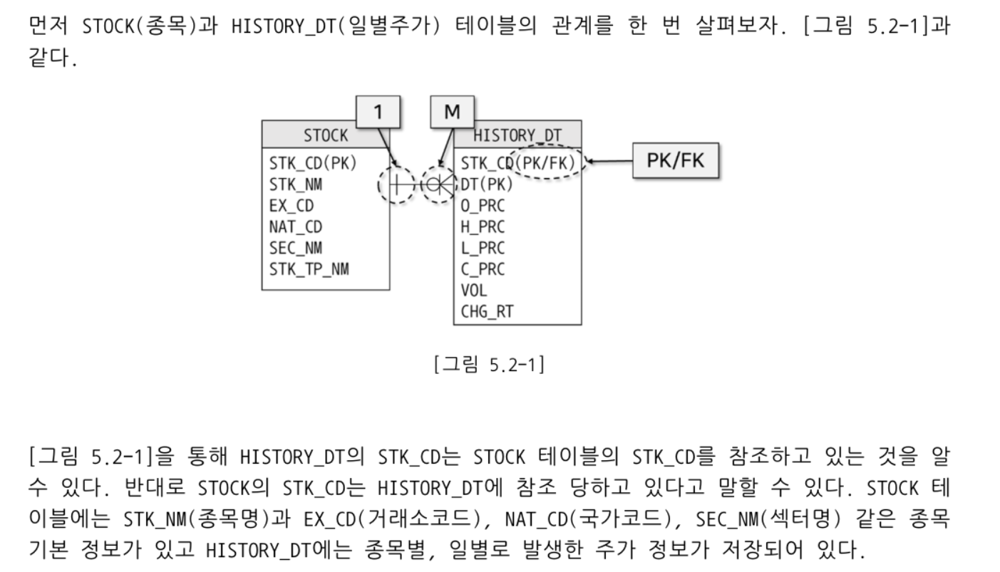 먼저 STOCK(종목)과 HISTORY_DT(일별주가) 테이블의 관계를 한 번 살펴보자. [그림 5.2-1]과
같다.
1
M
STOCK
STK_CD(PK)
STK_NM
EX_CD
NAT_CD
SEC_NM
STK_TP_NM
HISTORY_DT
STK_CD(PK/FK)
DT(PK)
O_PRC
H_PRC
L_PRC
C_PRC
VOL
CHG_RT
PK/FK
[그림 5.2-1]
[그림 5.2-1]을 통해 HISTORY_DT의 STK_CD는 STOCK 테이블의 STK_CD를 참조하고 있는 것을 알
수 있다. 반대로 STOCK의 STK_CD는 HISTORY_DT에 참조 당하고 있다고 말할 수 있다. STOCK 테
이블에는 STK_NM(종목명)과 EX_CD(거래소코드), NAT_CD(국가코드), SEC_NM(섹터명) 같은 종목
기본 정보가 있고 HISTORY_DT에는 종목별, 일별로 발생한 주가 정보가 저장되어 있다.